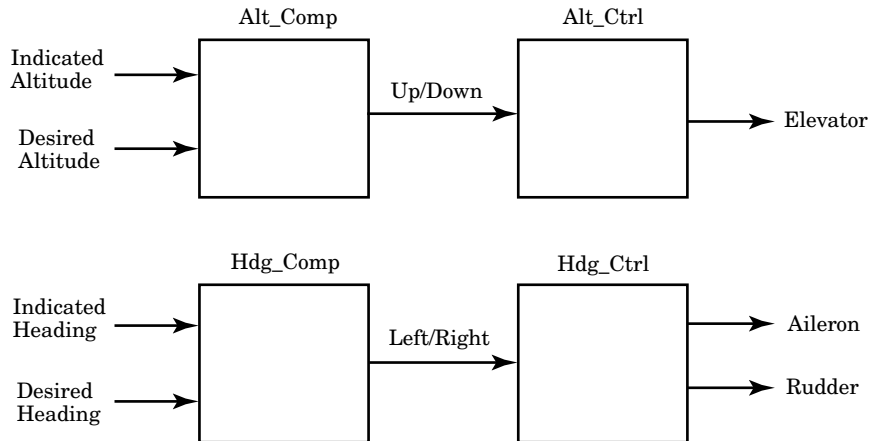 Alt_Comp
Alt_Ctrl
Indicated
Altitude
Up/Down
Elevator
Desired
Altitude
Hdg_Comp
Hdg_Ctrl
Indicated
Heading
Left/Right
Aileron
Desired
Heading
Rudder